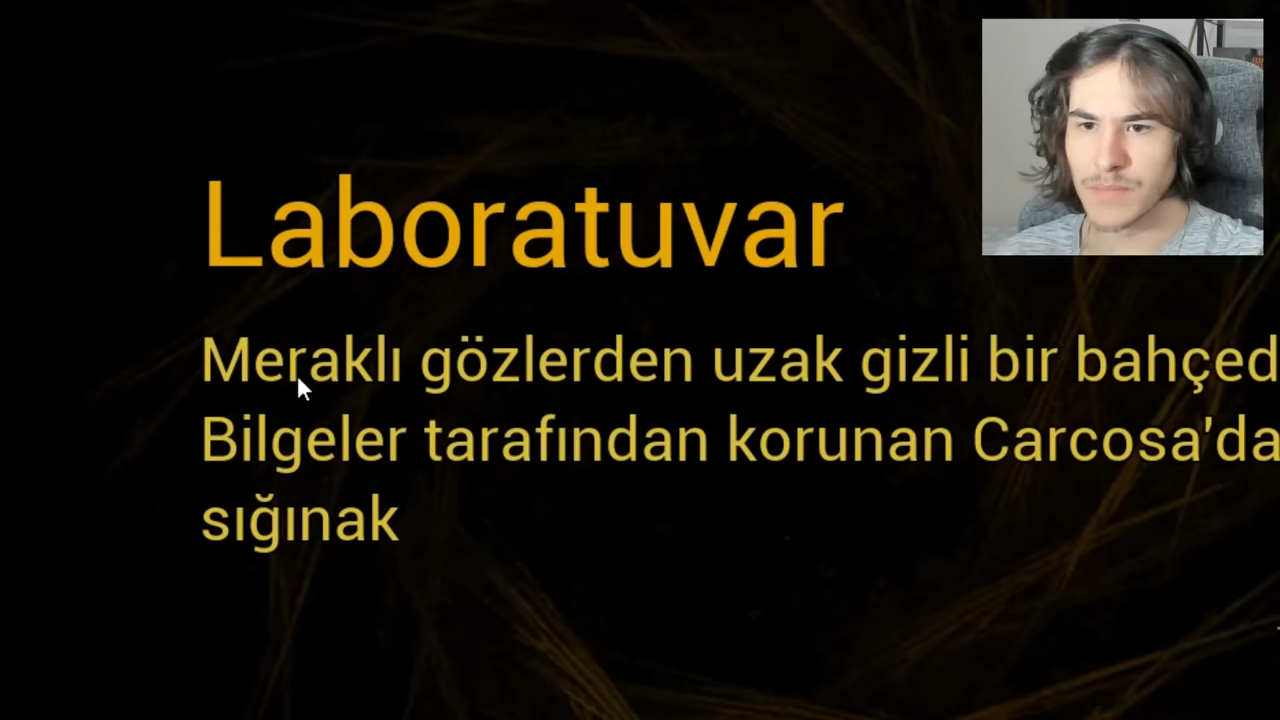 Laboratuvar
Meraklı gözlerden uzak gizli bir bahçed
Bilgeler tarafından korunan Carcosa'da
sığınak